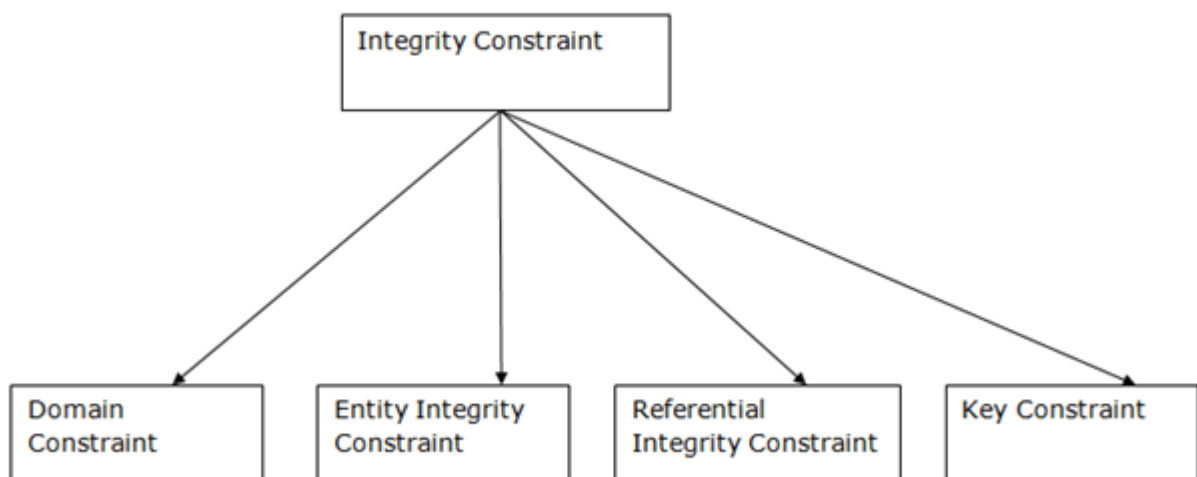 Integrity Constraint
Domain
Constraint
Entity Integrity
Constraint
Referential
Integrity Constraint
Key Constraint